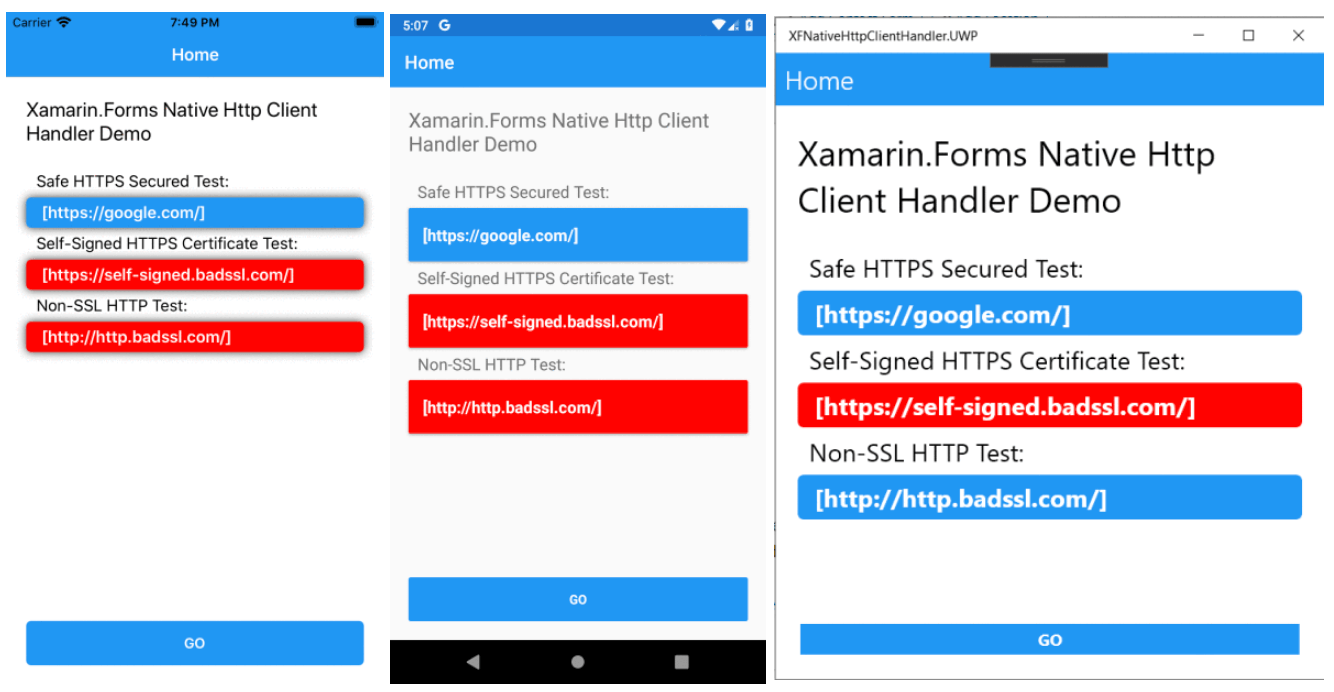 Carrier 7:49 PM
Home
Xamarin.Forms Native Http Client
Handler Demo
Safe HTTPS Secured Test:
[https://google.com/]
Self-Signed HTTPS Certificate Test:
[https://self-signed.badssl.com/]
Non-SSL HTTP Test:
[http://http.badssl.com/]
GO
5:07 G
Home
Xamarin.Forms Native Http Client
Handler Demo
Safe HTTPS Secured Test:
[https://google.com/]
Self-Signed HTTPS Certificate Test:
[https://self-signed.badssl.com/]
Non-SSL HTTP Test:
[http://http.badssl.com/]
GO
XFNativeHttpClientHandler.UWP
Home
Xamarin.Forms Native Http
Client Handler Demo
Safe HTTPS Secured Test:
[https://google.com/]
Self-Signed HTTPS Certificate Test:
[https://self-signed.badssl.com/]
Non-SSL HTTP Test:
[http://http.badssl.com/]
GO